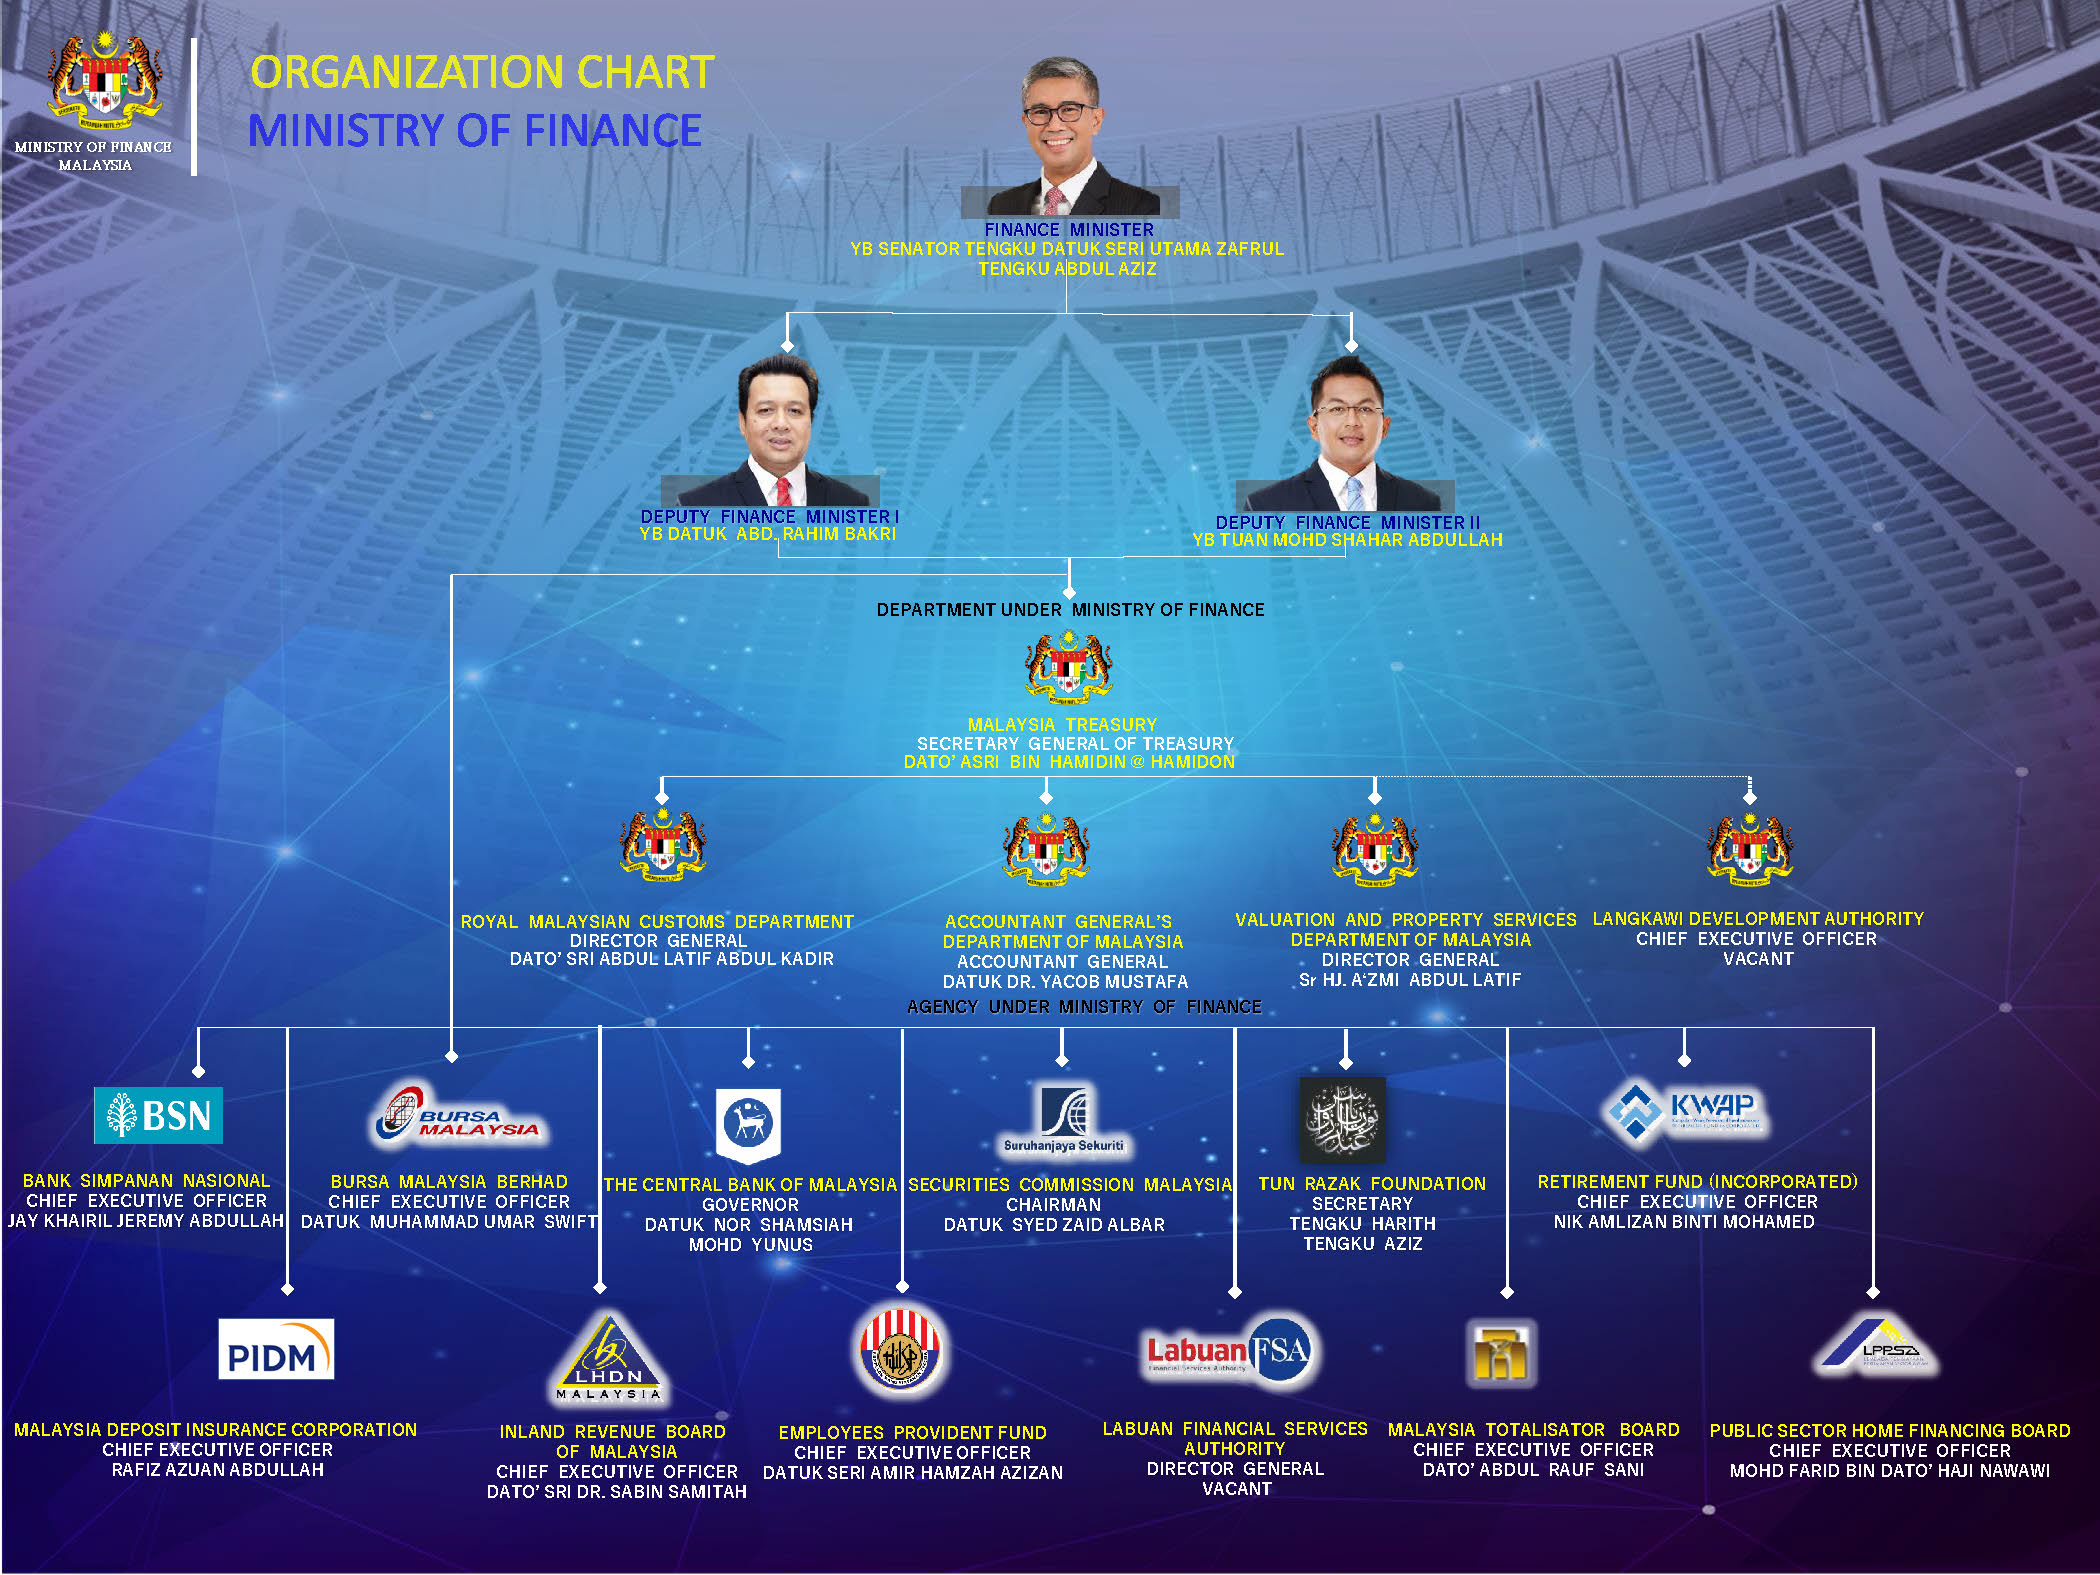 ORGANIZATION CHART
MINISTRY OF FINANCE
MINISTRY OF FINANCE
MALAYSIA
FINANCE MINISTER
YB SENATOR TENGKU DATUK SERI UTAMA ZAFRUL
TENGKU ABDUL AZIZ
DEPUTY FINANCE MINISTER I
YB DATUK ABD. RAHIM BAKRI
DEPUTY FINANCE MINISTER II
YB TUAN MOHD SHAHAR ABDULLAH
DEPARTMENT UNDER MINISTRY OF FINANCE
MALAYSIA TREASURY
SECRETARY GENERAL OF TREASURY
DATO’ ASRI BIN HAMIDIN @ HAMIDON
ROYAL MALAYSIAN CUSTOMS DEPARTMENT
DIRECTOR GENERAL
DATO’ SRI ABDUL LATIF ABDUL KADIR
ACCOUNTANT GENERAL’S
DEPARTMENT OF MALAYSIA
ACCOUNTANT GENERAL
DATUK DR. YACOB MUSTAFA
VALUATION AND PROPERTY SERVICES
DEPARTMENT OF MALAYSIA
DIRECTOR GENERAL
Sr HJ. A‘ZMI ABDUL LATIF
LANGKAWI DEVELOPMENT AUTHORITY
CHIEF EXECUTIVE OFFICER
VACANT
AGENCY UNDER MINISTRY OF FINANCE
BSN
BANK SIMPANAN NASIONAL
CHIEF EXECUTIVE OFFICER
JAY KHAIRIL JEREMY ABDULLAH
BURSA
MALAYSIA
BURSA MALAYSIA BERHAD
CHIEF EXECUTIVE OFFICER
DATUK MUHAMMAD UMAR SWIFT
THE CENTRAL BANK OF MALAYSIA
GOVERNOR
DATUK NOR SHAMSIAH
MOHD YUNUS
Suruhanjaya Sekuriti
SECURITIES COMMISSION MALAYSIA
CHAIRMAN
DATUK SYED ZAID ALBAR
TUN RAZAK FOUNDATION
SECRETARY
TENGKU HARITH
TENGKU AZIZ
KWAP
RETIREMENT FUND (INCORPORATED)
CHIEF EXECUTIVE OFFICER
NIK AMLIZAN BINTI MOHAMED
PIDM
MALAYSIA DEPOSIT INSURANCE CORPORATION
CHIEF EXECUTIVE OFFICER
RAFIZ AZUAN ABDULLAH
LHDN
MALAYSIA
INLAND REVENUE BOARD
OF MALAYSIA
CHIEF EXECUTIVE OFFICER
DATO’ SRI DR. SABIN SAMITAH
EMPLOYEES PROVIDENT FUND
CHIEF EXECUTIVE OFFICER
DATUK SERI AMIR HAMZAH AZIZAN
Labuan FSA
Financial Services Authority
LABUAN FINANCIAL SERVICES
AUTHORITY
DIRECTOR GENERAL
VACANT
MALAYSIA TOTALISATOR BOARD
CHIEF EXECUTIVE OFFICER
DATO’ ABDUL RAUF SANI
LPPSA
PUBLIC SECTOR HOME FINANCING BOARD
CHIEF EXECUTIVE OFFICER
MOHD FARID BIN DATO’ HAJI NAWAWI